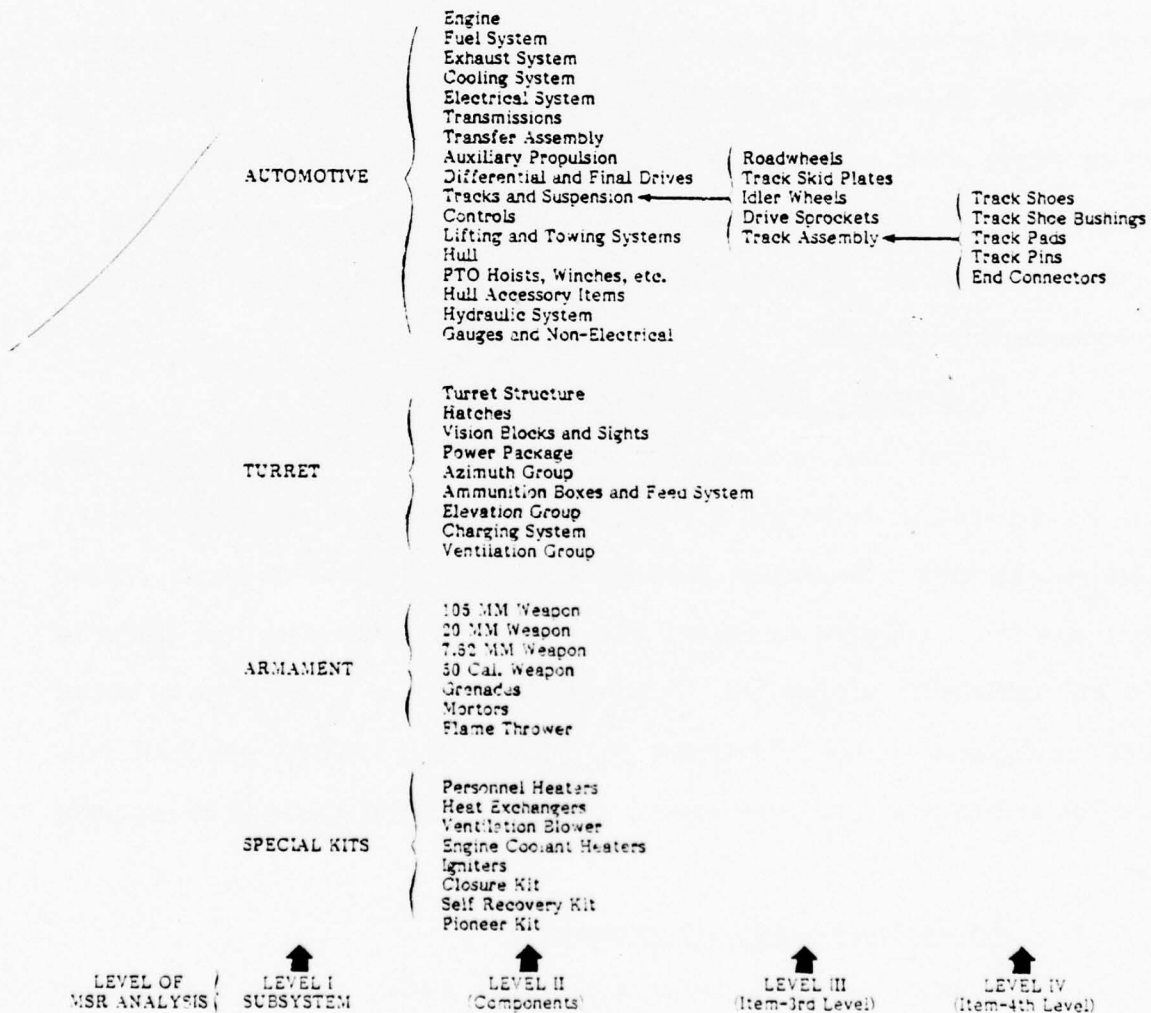 AUTOMOTIVE
Engine
Fuel System
Exhaust System
Cooling System
Electrical System
Transmissions
Transfer Assembly
Auxiliary Propulsion
Differential and Final Drives
Tracks and Suspension
Controls
Lifting and Towing Systems
Hull
PTO Hoists, Winches, etc.
Hull Accessory Items
Hydraulic System
Gauges and Non-Electrical
Roadwheels
Track Skid Plates
Idler Wheels
Drive Sprockets
Track Assembly
Track Shoes
Track Shoe Bushings
Track Pads
Track Pins
End Connectors
TURRET
Turret Structure
Hatches
Vision Blocks and Sights
Power Package
Azimuth Group
Ammunition Boxes and Feed System
Elevation Group
Charging System
Ventilation Group
ARMAMENT
105 MM Weapon
20 MM Weapon
7.62 MM Weapon
Cal. Weapon
Grenades
Mortors
Flame Thrower
SPECIAL KITS
Personnel Heaters
Heat Exchangers
Ventilation Blower
Engine Coolant Heaters
Igniters
Closure Kit
Self Recovery Kit
Pioneer Kit
LEVEL OF
MSR ANALYSIS
LEVEL I
SUBSYSTEM
LEVEL II
(Components)
LEVEL III
(Item-3rd Level)
LEVEL IV
(Item-4th Level)